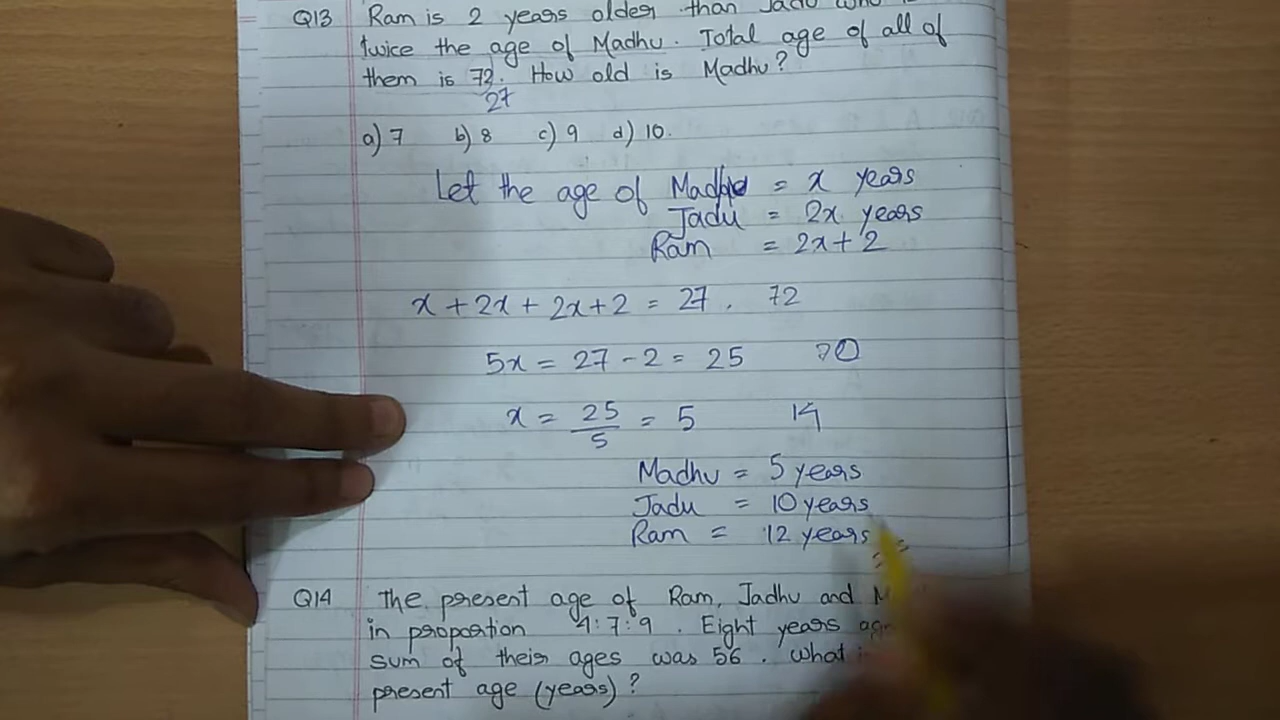 Q13 Ram is 2 years older than Jadu who
twice the age of Madhu. Total age of all of
them is 72. How old is Madhu?
27
a) 7 b) 8 c) 9 d) 10.
Let the age of = x years
Jadu = 2x years
Ram = 2x + 2
x + 2x + 2x + 2 = 27 . 72
5x = 27 - 2 = 25 70
x = 25/5 = 5 14
Madhu = 5 years
Jadu = 10 years
Ram = 12 years
Q14 The present age of Ram, Jadhu and
in proportion 4:7:9 . Eight years
sum of their ages was 56 . what
present age (years) ?